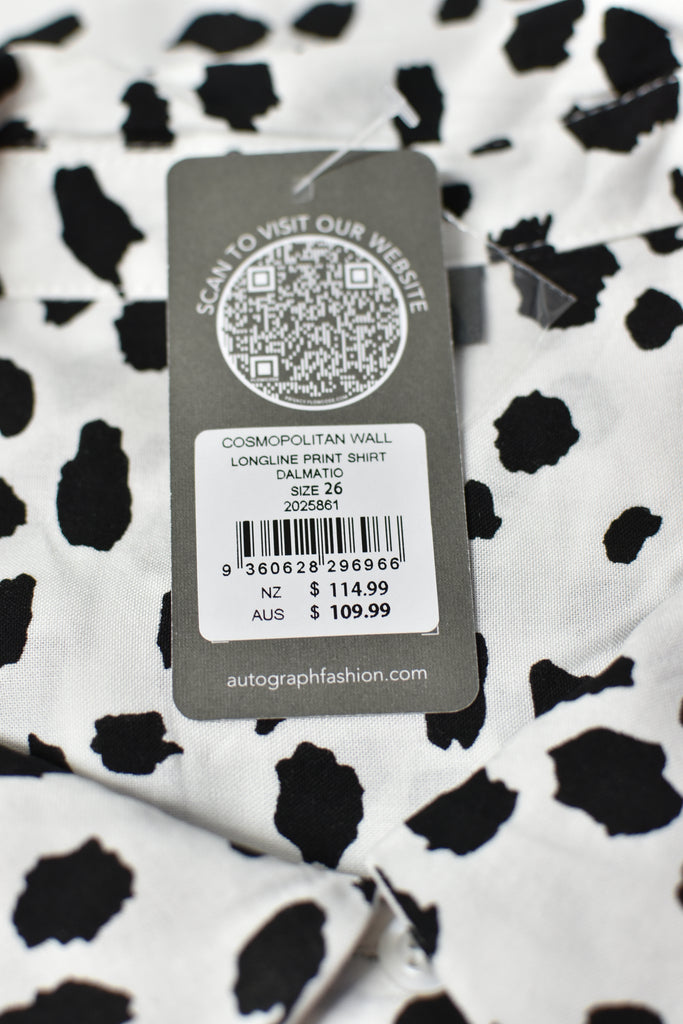 SCAN TO VISIT OUR WEBSITE
COSMOPOLITAN WALL
LONGLINE PRINT SHIRT
DALMATIO
SIZE 26
2025861
9 360628 296966
NZ $ 114.99
AUS $ 109.99
autographfashion.com